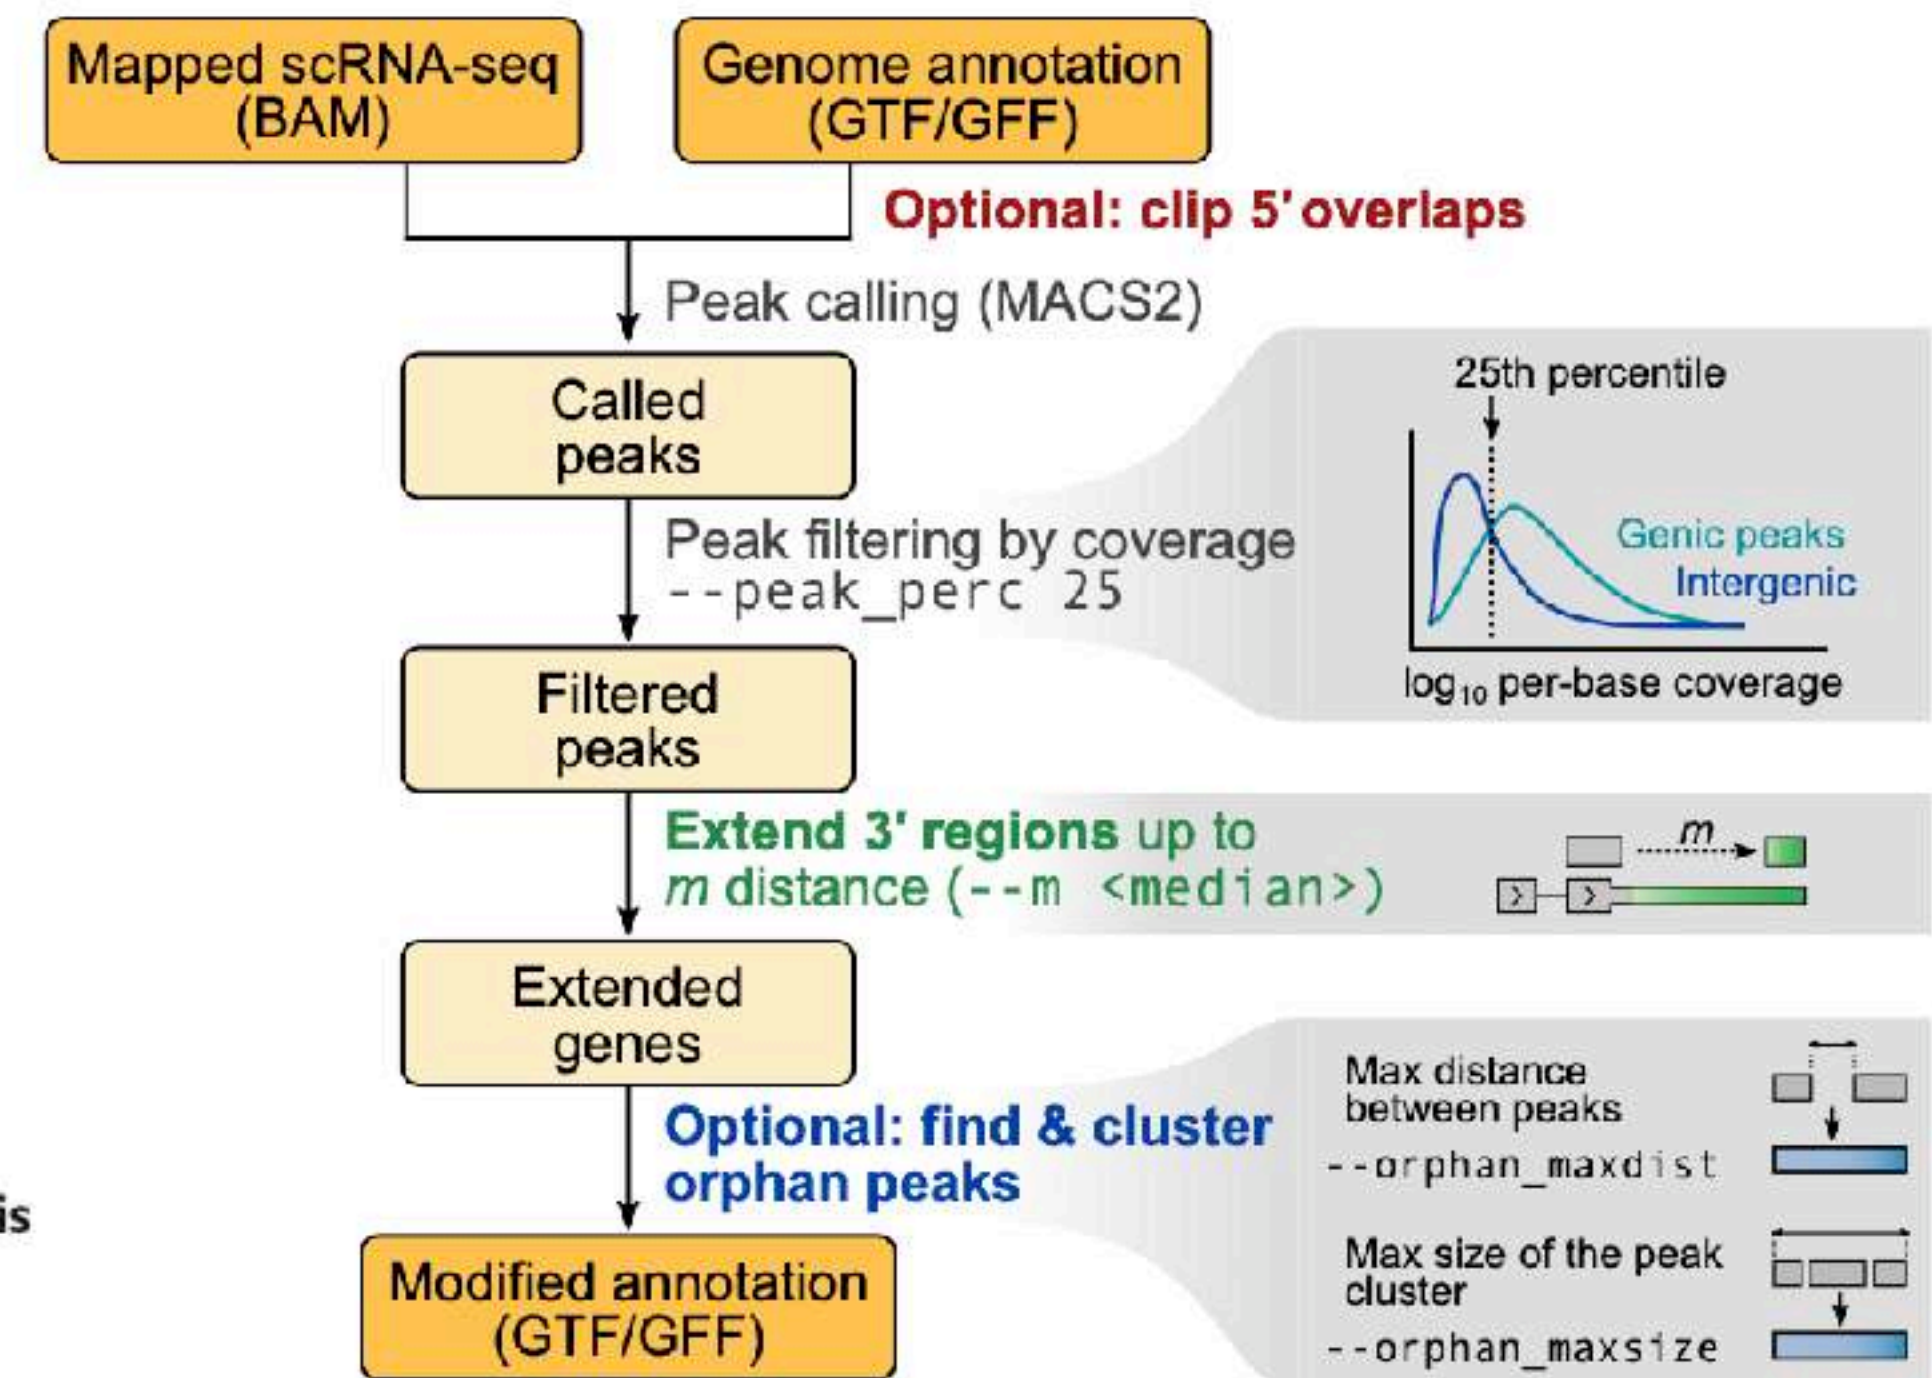 Mapped scRNA-seq
(BAM)
Genome annotation
(GTF/GFF)
Optional: clip 5′ overlaps
Peak calling (MACS2)
Called
peaks
25th percentile
Genic peaks
Intergenic
log₁₀ per-base coverage
Peak filtering by coverage
--peak_perc 25
Filtered
peaks
Extend 3′ regions up to
m distance (--m <median>)
m
Extended
genes
Optional: find & cluster
orphan peaks
Max distance
between peaks
--orphan_maxdist
Max size of the peak
cluster
--orphan_maxsize
is
Modified annotation
(GTF/GFF)